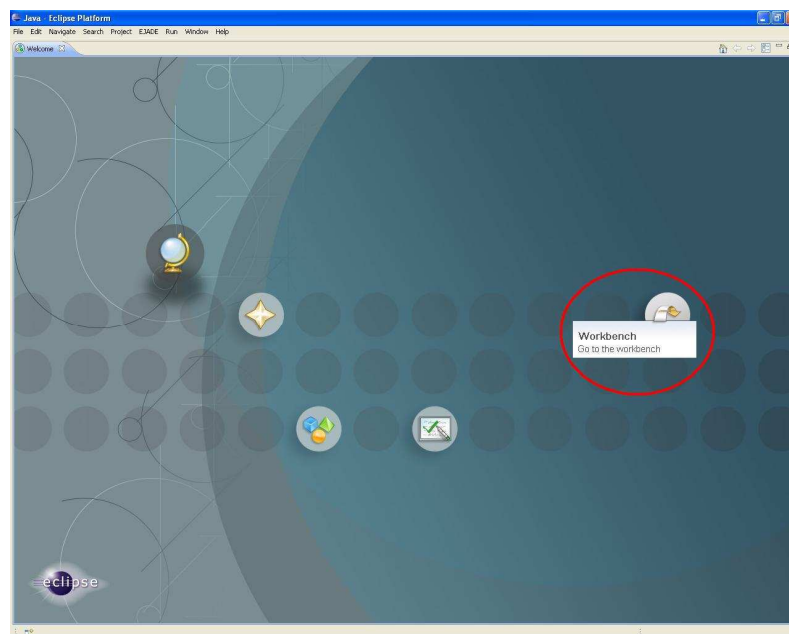 Java - Eclipse Platform
File Edit Navigate Search Project EJADE Run Window Help
Welcome
Workbench
Go to the workbench
eclipse